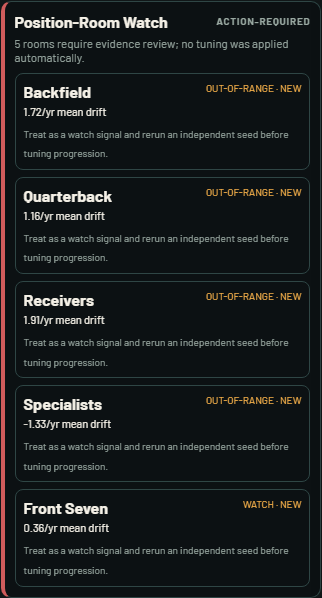 Position-Room Watch
ACTION-REQUIRED
5 rooms require evidence review; no tuning was applied
automatically.
Backfield
OUT-OF-RANGE · NEW
1.72/yr mean drift
Treat as a watch signal and rerun an independent seed before
tuning progression.
Quarterback
OUT-OF-RANGE · NEW
1.16/yr mean drift
Treat as a watch signal and rerun an independent seed before
tuning progression.
Receivers
OUT-OF-RANGE · NEW
1.91/yr mean drift
Treat as a watch signal and rerun an independent seed before
tuning progression.
Specialists
OUT-OF-RANGE · NEW
-1.33/yr mean drift
Treat as a watch signal and rerun an independent seed before
tuning progression.
Front Seven
WATCH · NEW
0.36/yr mean drift
Treat as a watch signal and rerun an independent seed before
tuning progression.